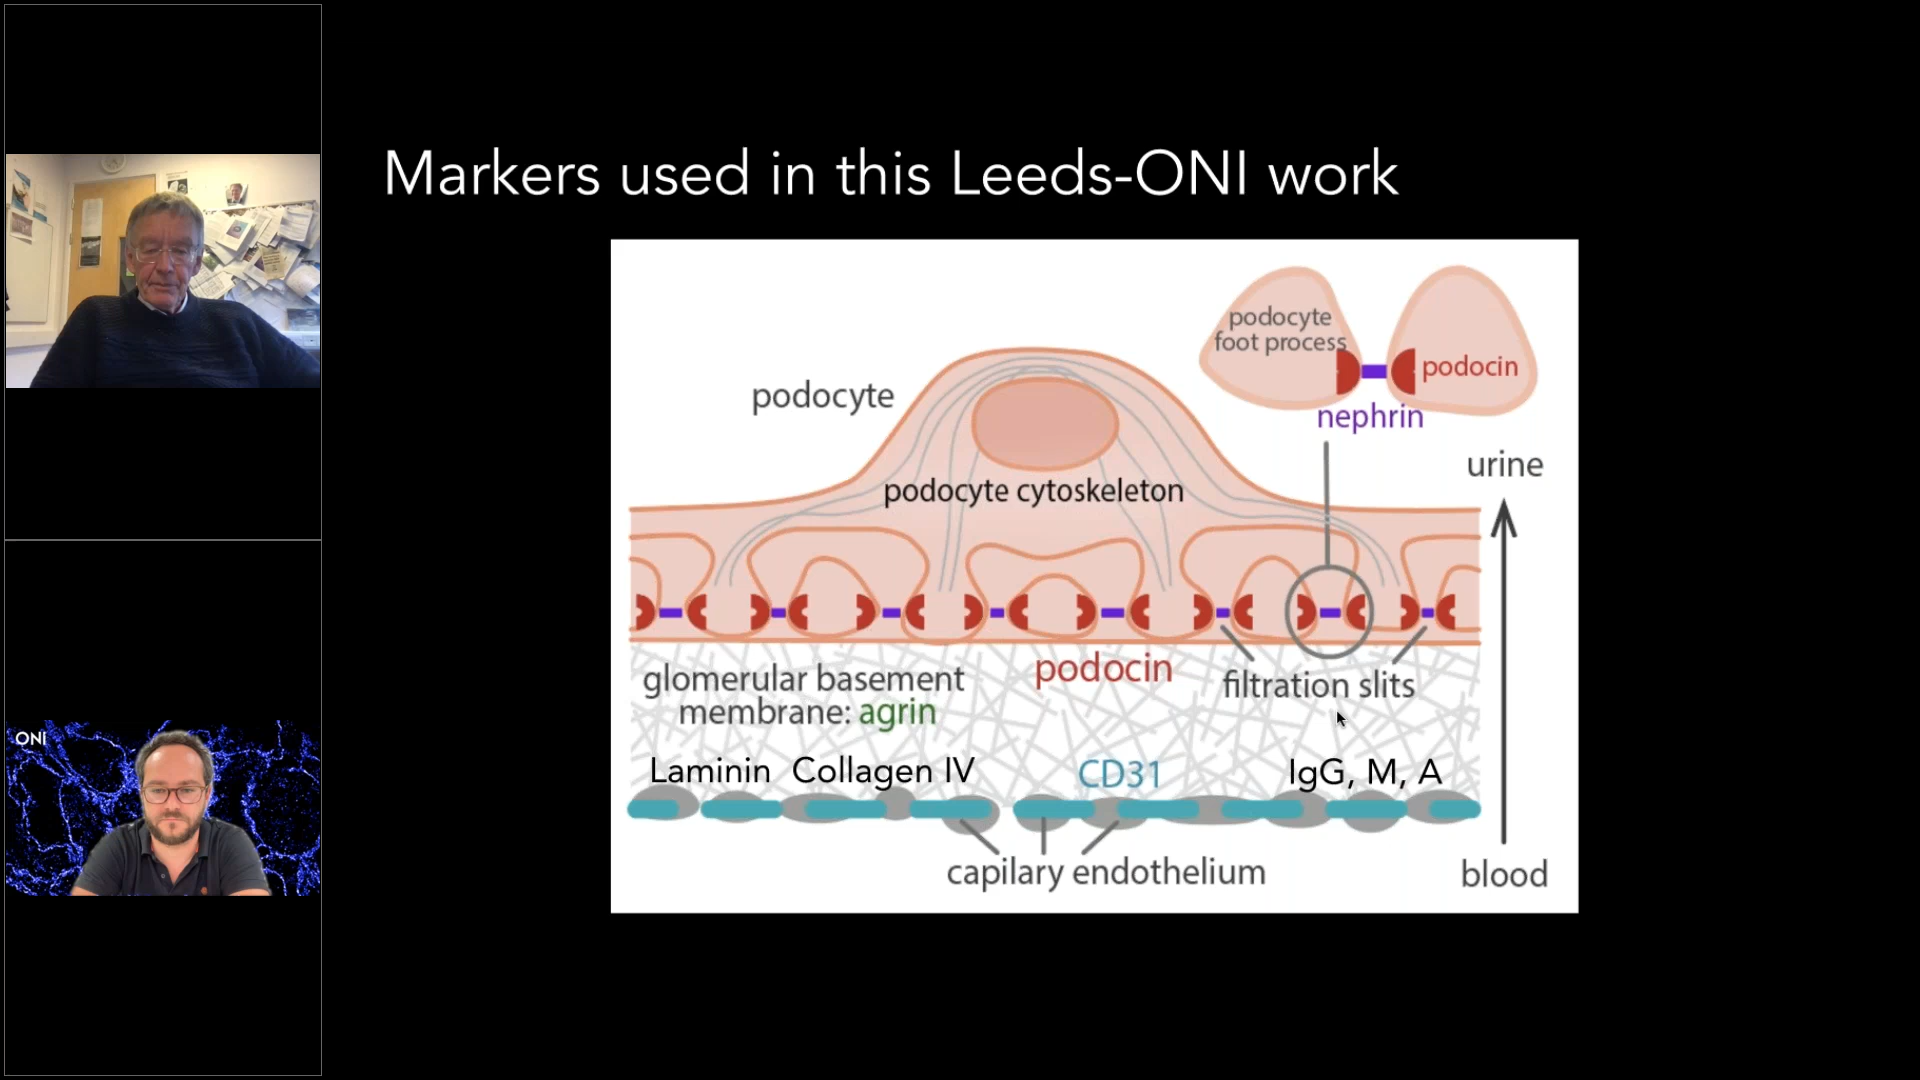 Markers used in this Leeds-ONI work
podocyte
foot process
podocin
nephrin
podocyte
urine
podocyte cytoskeleton
glomerular basement
membrane: agrin
podocin
filtration slits
Laminin Collagen IV
CD31
IgG, M, A
capilary endothelium
blood
ONI